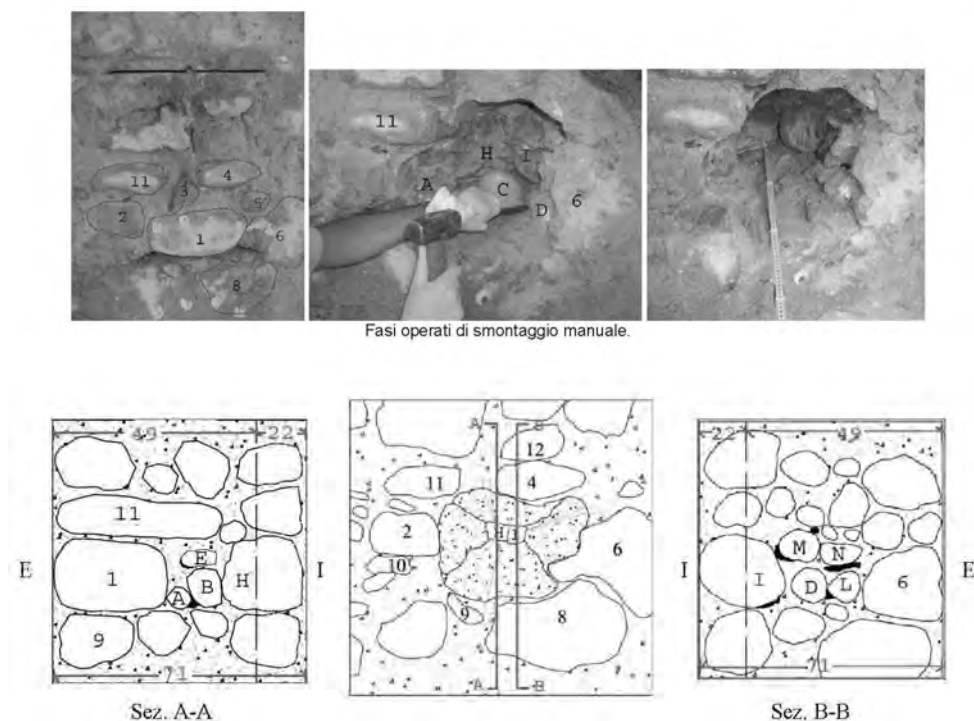 11
3
4
2
5
1
6
8
11
H
I
A
C
D
6
Fasi operati di smontaggio manuale.
49 22
11
E I
1
E
B
H
A
9
71
Sez. A-A
A B
12
11
4
2
H I
6
10
9
8
A B
22 49
M
N
I E
I
D
L
6
71
Sez. B-B